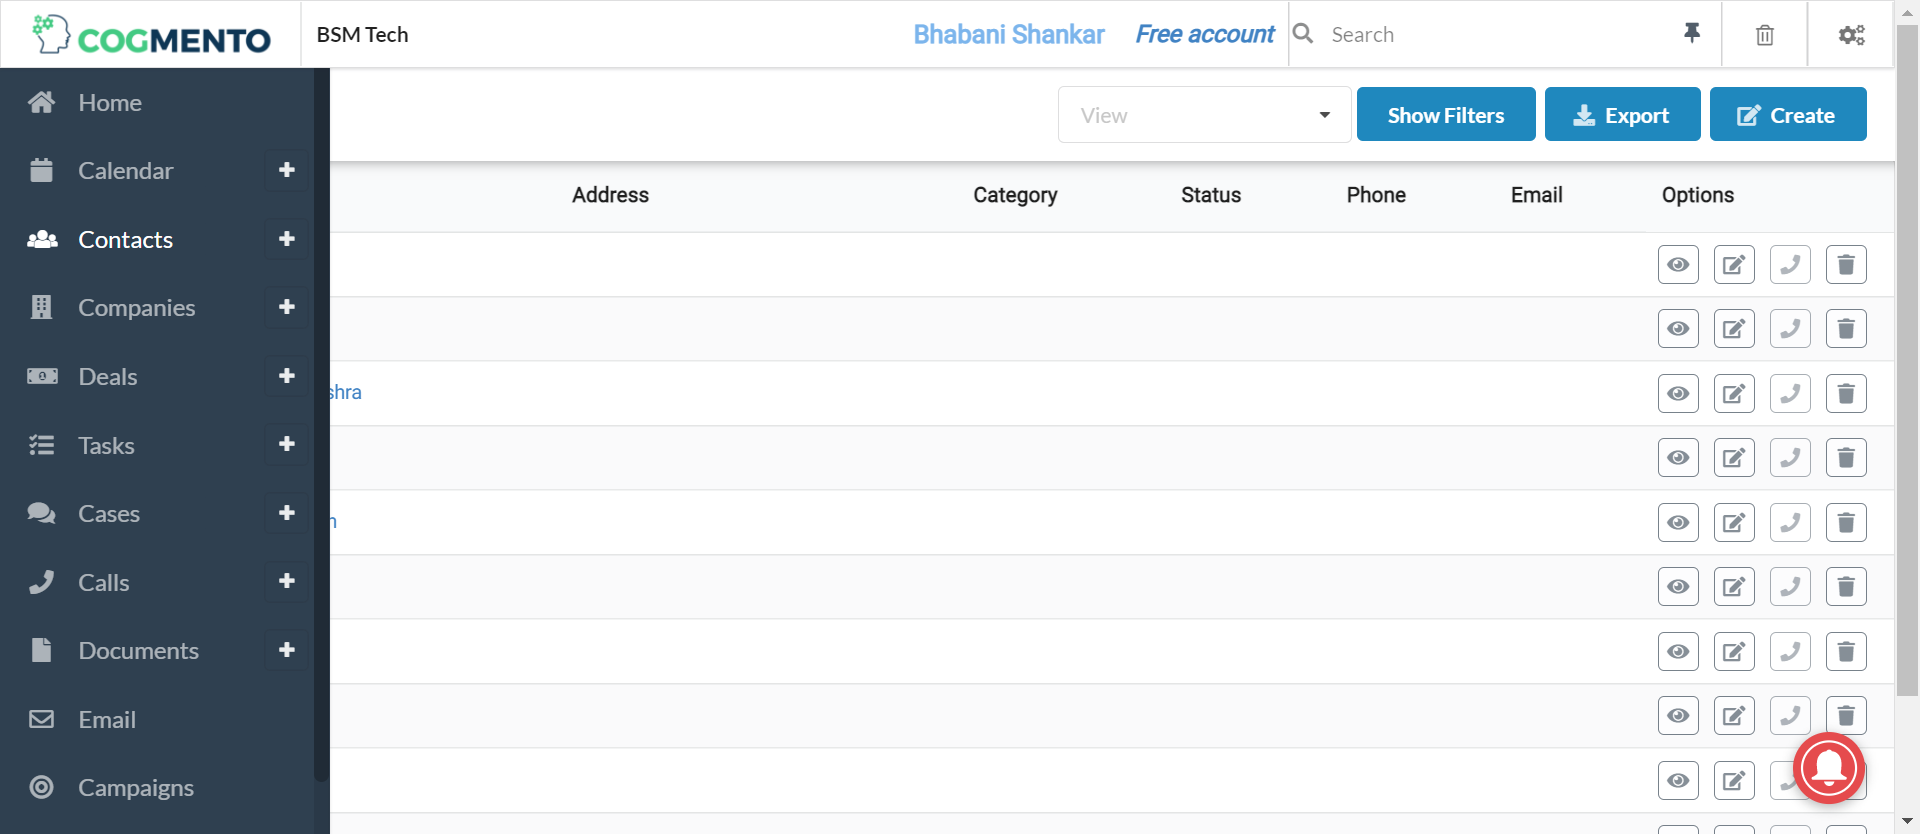 COGMENTO
BSM Tech
Bhabani Shankar
Free account
Search
Home
Calendar
Contacts
Companies
Deals
Tasks
Cases
Calls
Documents
Email
Campaigns
View
Show Filters
Export
Create
Address
Category
Status
Phone
Email
Options
shra